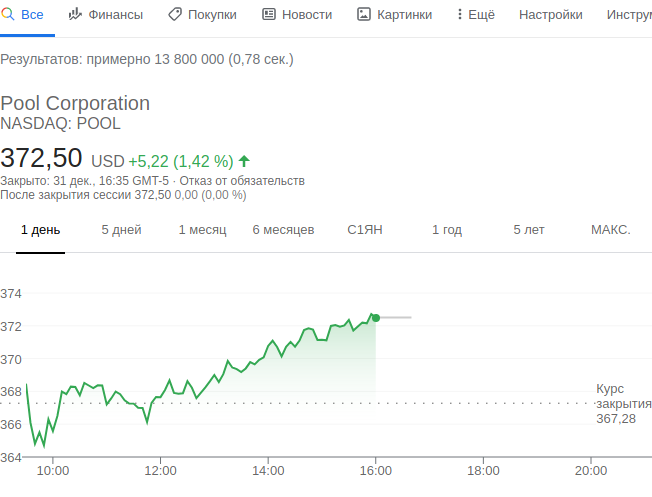 Все Финансы Покупки Новости Картинки Ещё Настройки
Результатов: примерно 13 800 000 (0,78 сек.)
Pool Corporation
NASDAQ: POOL
372,50 USD +5,22 (1,42 %)
Закрыто: 31 дек., 16:35 GMT-5 · Отказ от обязательств
После закрытия сессии 372,50 0,00 (0,00 %)
1 день 5 дней 1 месяц 6 месяцев С1ЯН 1 год 5 лет МАКС.
374
372
370
368
366
364
Курс
закрытия
367,28
10:00 12:00 14:00 16:00 18:00 20:00